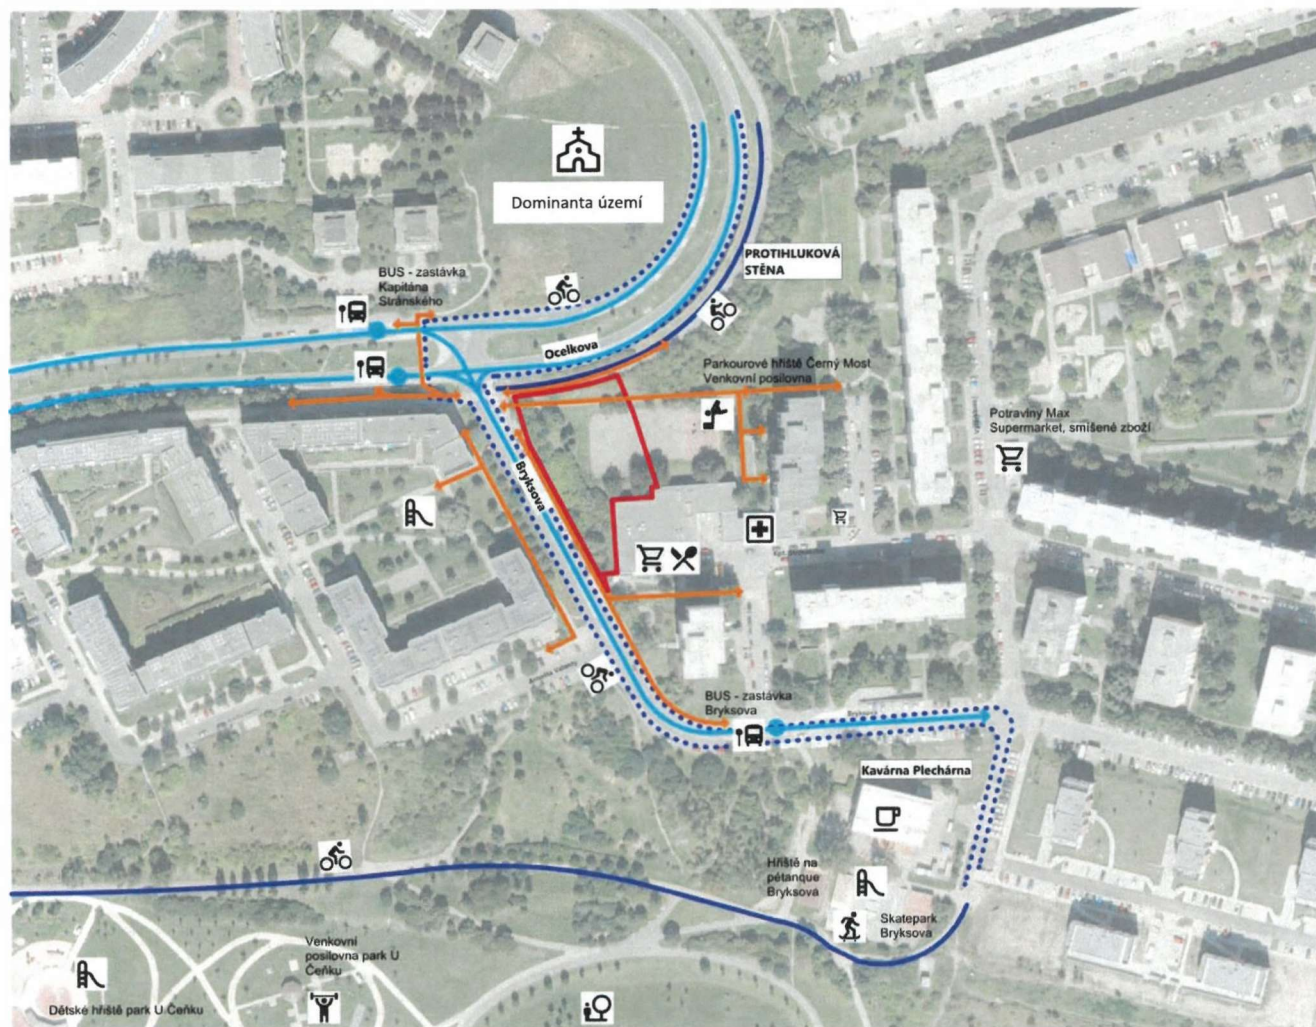 Dominanta území
PROTIHLUKOVÁ
STĚNA
BUS - zastávka
Kapitána
Stránského
Ocelkova
Parkourové hřiště Černý Most
Venkovní posilovna
Potraviny Max
Supermarket, smíšené zboží
Bryksova
BUS - zastávka
Bryksova
Bryksova
Kavárna Plechárna
Hřiště na
pétanque
Bryksová
Skatepark
Bryksova
Venkovní
posilovna park U
Čeňku
Dětské hřiště park U Čeňku